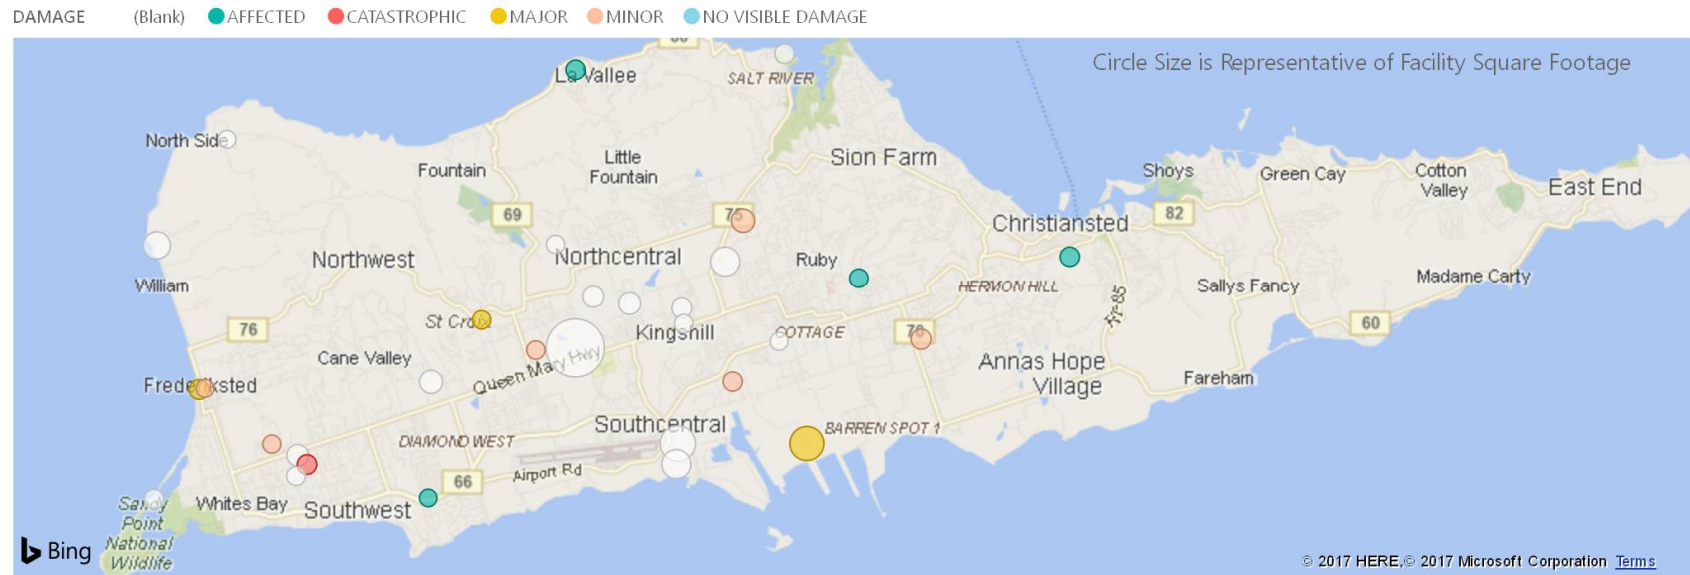 DAMAGE (Blank) AFFECTED CATASTROPHIC MAJOR MINOR NO VISIBLE DAMAGE
Circle Size is Representative of Facility Square Footage
La Vallee
SALT RIVER
North Side
Fountain
Little
Fountain
Sion Farm
Shoys
Green Cay
Cotton
Valley
East End
69
75
82
Christiansted
Northwest
Northcentral
Ruby
HERMON HILL
Sallys Fancy
Madame Carty
William
Rr-85
St Croix
76
Kingshill
COTTAGE
70
60
Cane Valley
Queen Mary Hwy
Annas Hope
Village
Frederiksted
Fareham
Southcentral
BARREN SPOT 1
DIAMOND WEST
Airport Rd
66
Whites Bay
Southwest
Sandy
Point
National
Wildlife
Bing
© 2017 HERE,© 2017 Microsoft Corporation Terms